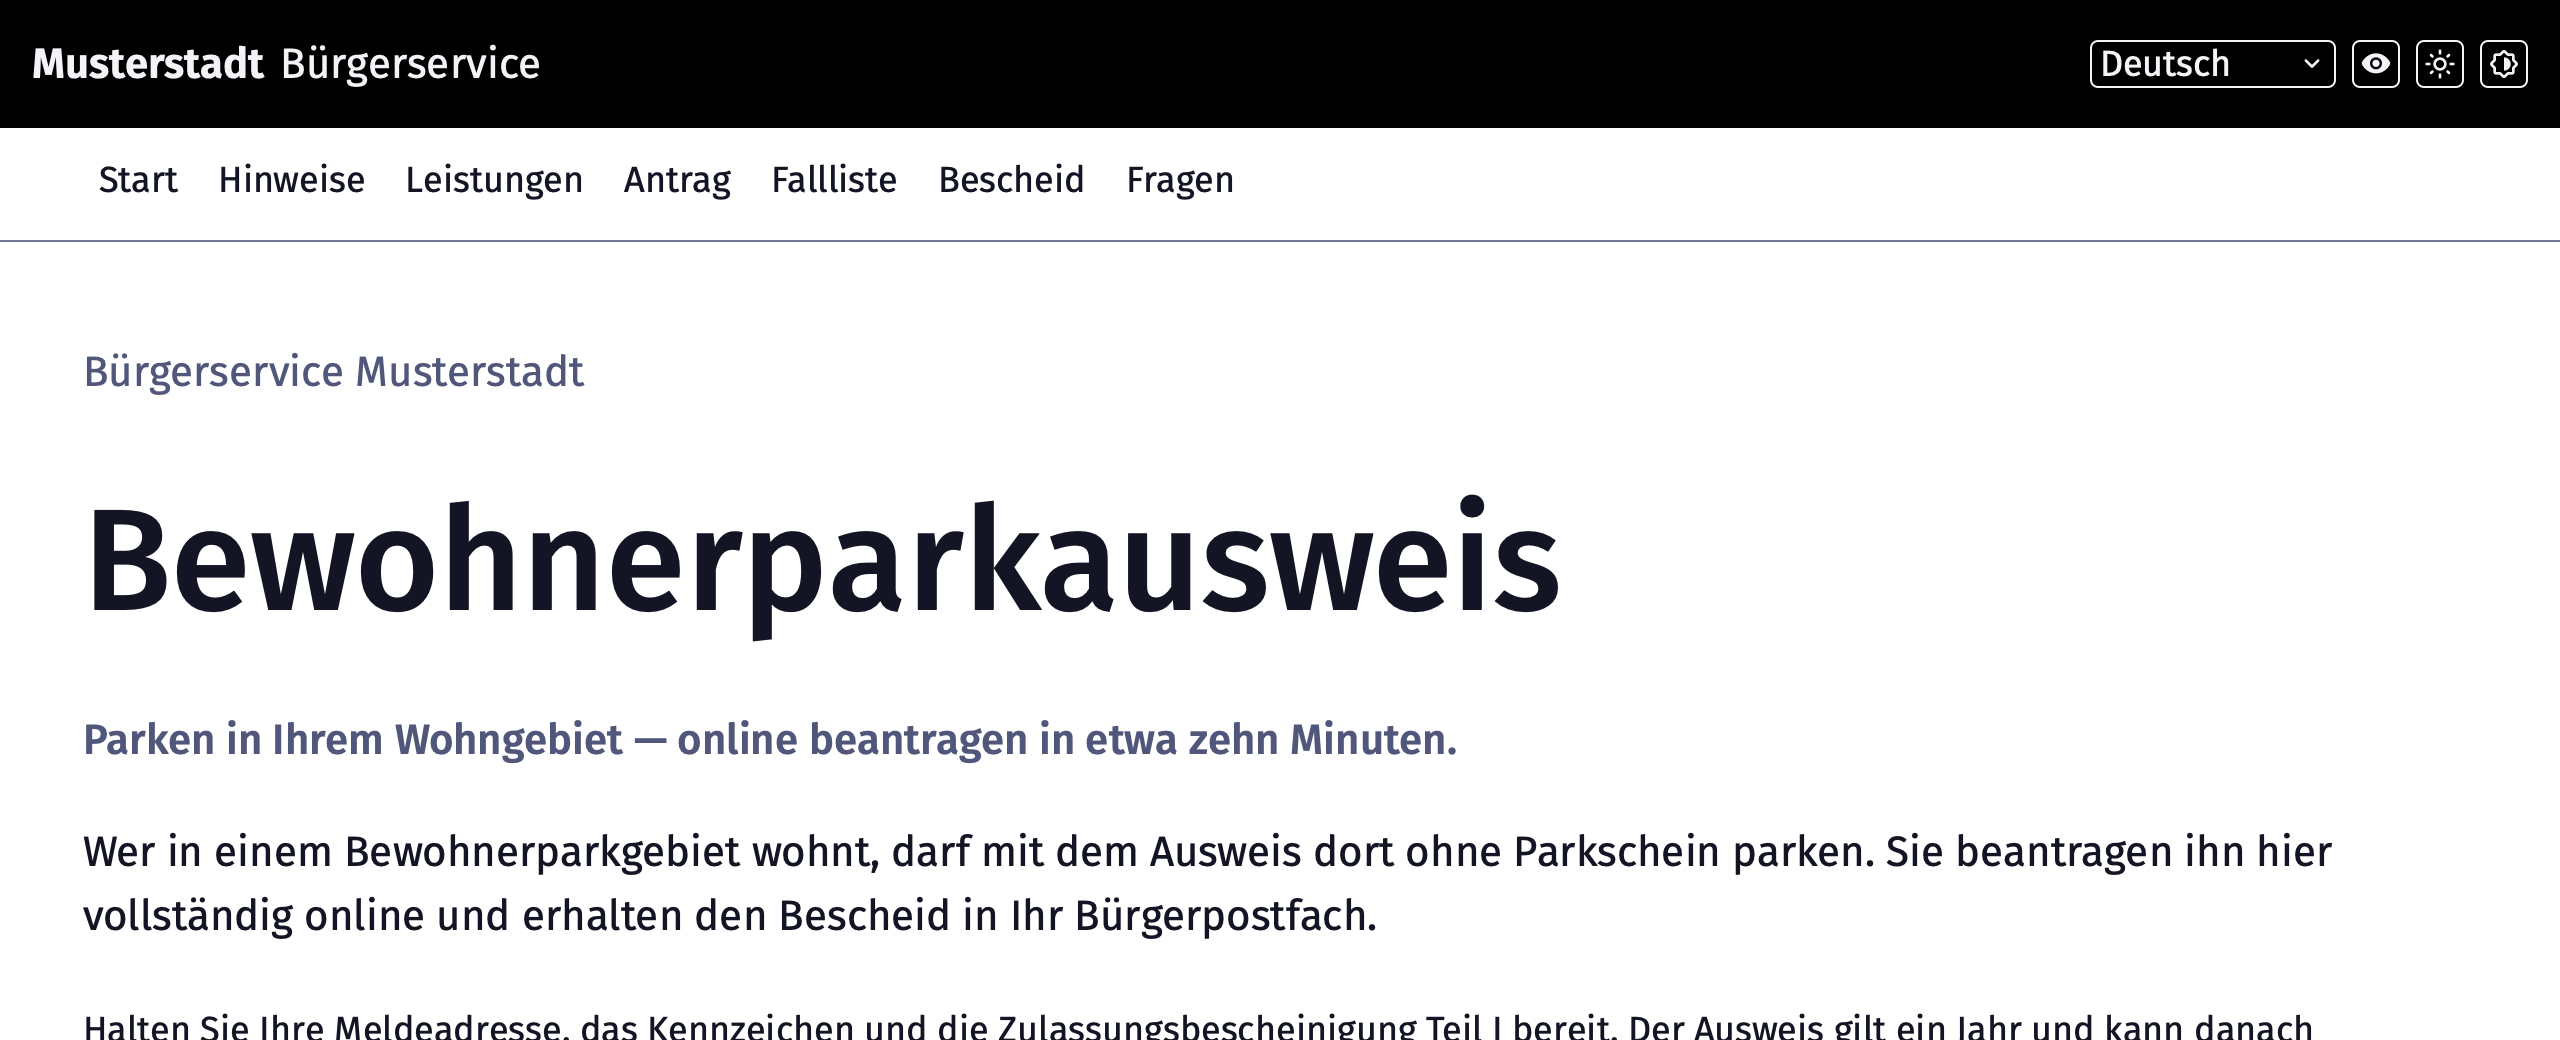 Musterstadt Bürgerservice
Deutsch
Start Hinweise Leistungen Antrag Fallliste Bescheid Fragen
Bürgerservice Musterstadt
Bewohnerparkausweis
Parken in Ihrem Wohngebiet — online beantragen in etwa zehn Minuten.
Wer in einem Bewohnerparkgebiet wohnt, darf mit dem Ausweis dort ohne Parkschein parken. Sie beantragen ihn hier
vollständig online und erhalten den Bescheid in Ihr Bürgerpostfach.
Halten Sie Ihre Meldeadresse, das Kennzeichen und die Zulassungsbescheinigung Teil I bereit. Der Ausweis gilt ein Jahr und kann danach